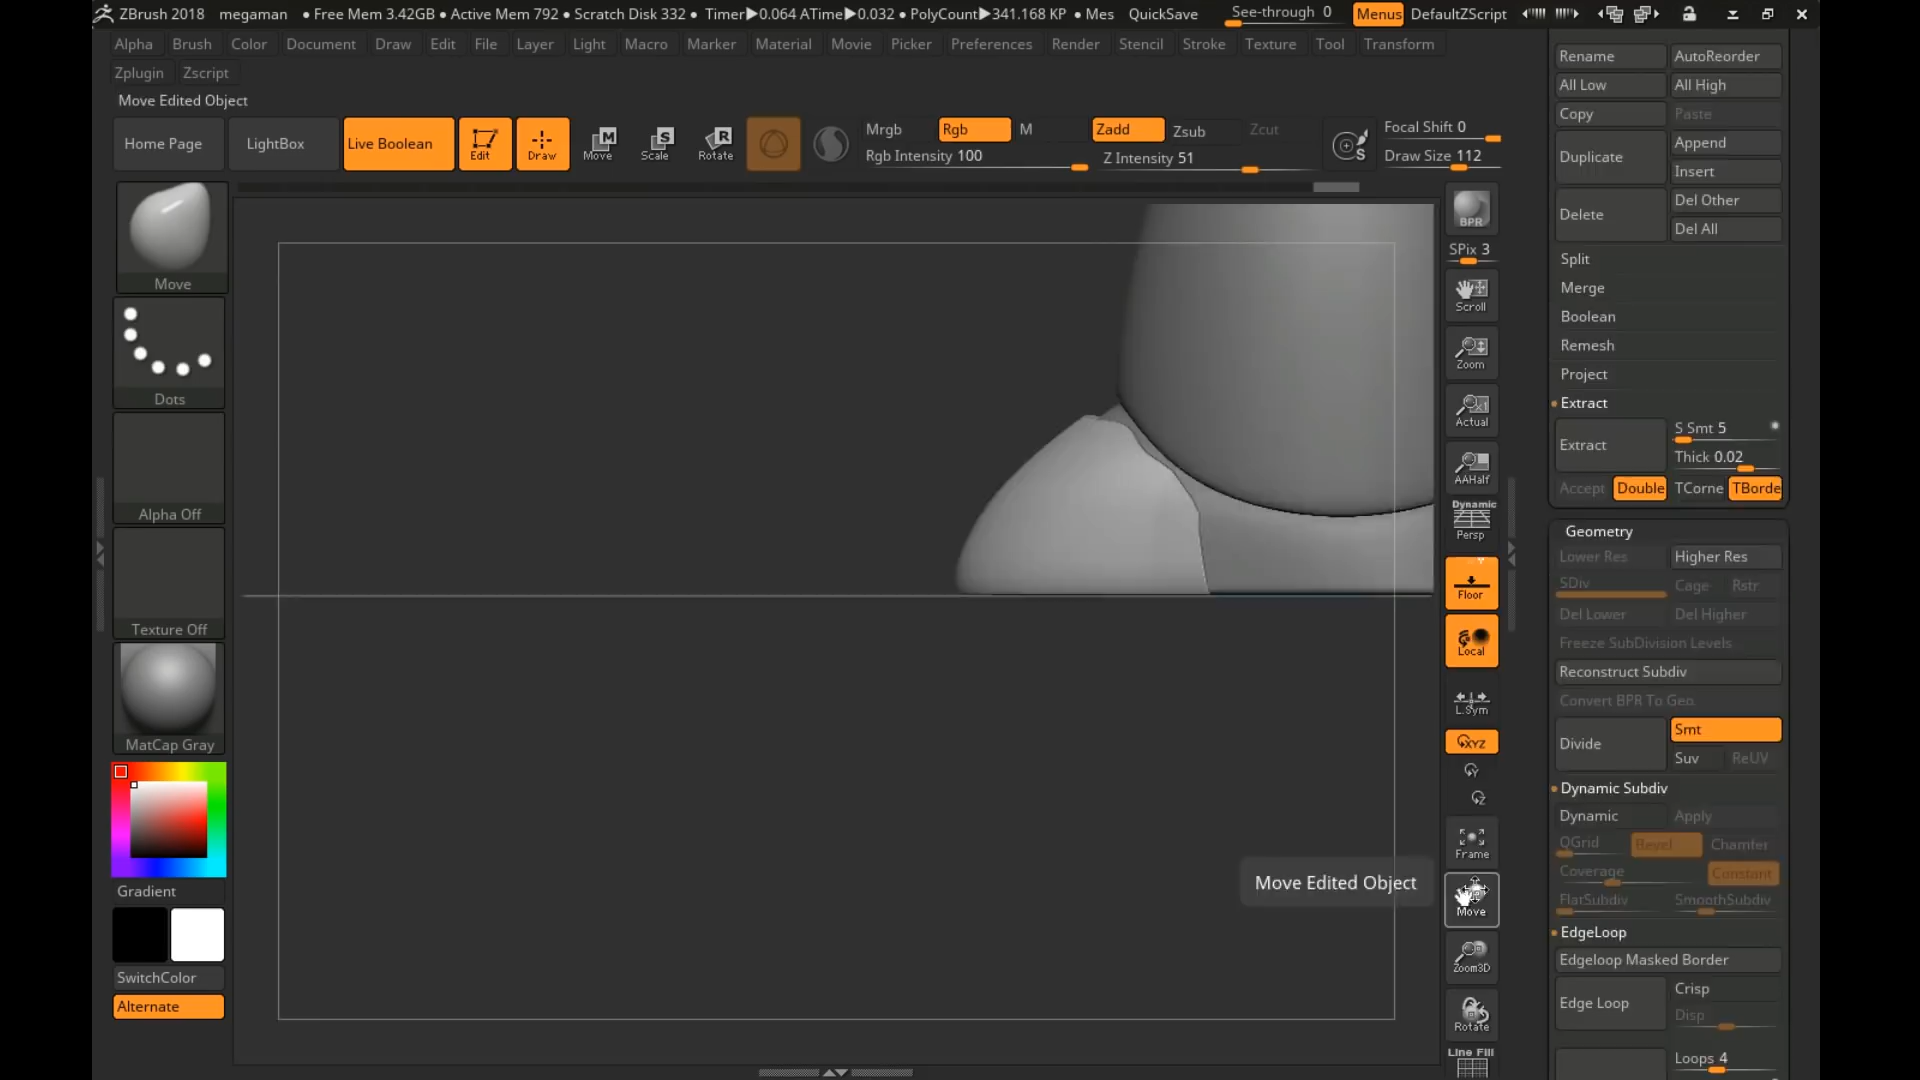 ZBrush 2018 megaman • Free Mem 3.42GB • Active Mem 792 • Scratch Disk 332 • Timer▶0.064 ATime▶0.032 • PolyCount▶341.168 KP • Mes QuickSave See-through 0 Menus DefaultZScript
Alpha Brush Color Document Draw Edit File Layer Light Macro Marker Material Movie Picker Preferences Render Stencil Stroke Texture Tool Transform
Zplugin Zscript
Move Edited Object
Home Page LightBox Live Boolean Edit Draw Move Scale Rotate
Mrgb Rgb M Zadd Zsub Zcut Focal Shift 0
Rgb Intensity 100 Z Intensity 51 Draw Size 112
Move
Dots
Alpha Off
Texture Off
MatCap Gray
Gradient
SwitchColor
Alternate
Move Edited Object
BPR
SPix 3
Scroll
Zoom
Actual
AAHalf
Dynamic
Persp
Floor
Local
L.Sym
XYZ
Y
Z
Frame
Move
Zoom3D
Rotate
Line Fill
Rename AutoReorder
All Low All High
Copy Paste
Duplicate Append
Insert
Delete Del Other
Del All
Split
Merge
Boolean
Remesh
Project
Extract
Extract S Smt 5
Thick 0.02
Accept Double TCorne TBorde
Geometry
Lower Res Higher Res
SDiv Cage Rstr
Del Lower Del Higher
Freeze SubDivision Levels
Reconstruct Subdiv
Convert BPR To Geo
Divide Smt
Suv ReUV
Dynamic Subdiv
Dynamic Apply
QGrid Bevel Chamfer
Coverage Constant
FlatSubdiv SmoothSubdiv
EdgeLoop
Edgeloop Masked Border
Edge Loop Crisp
Disp
Loops 4